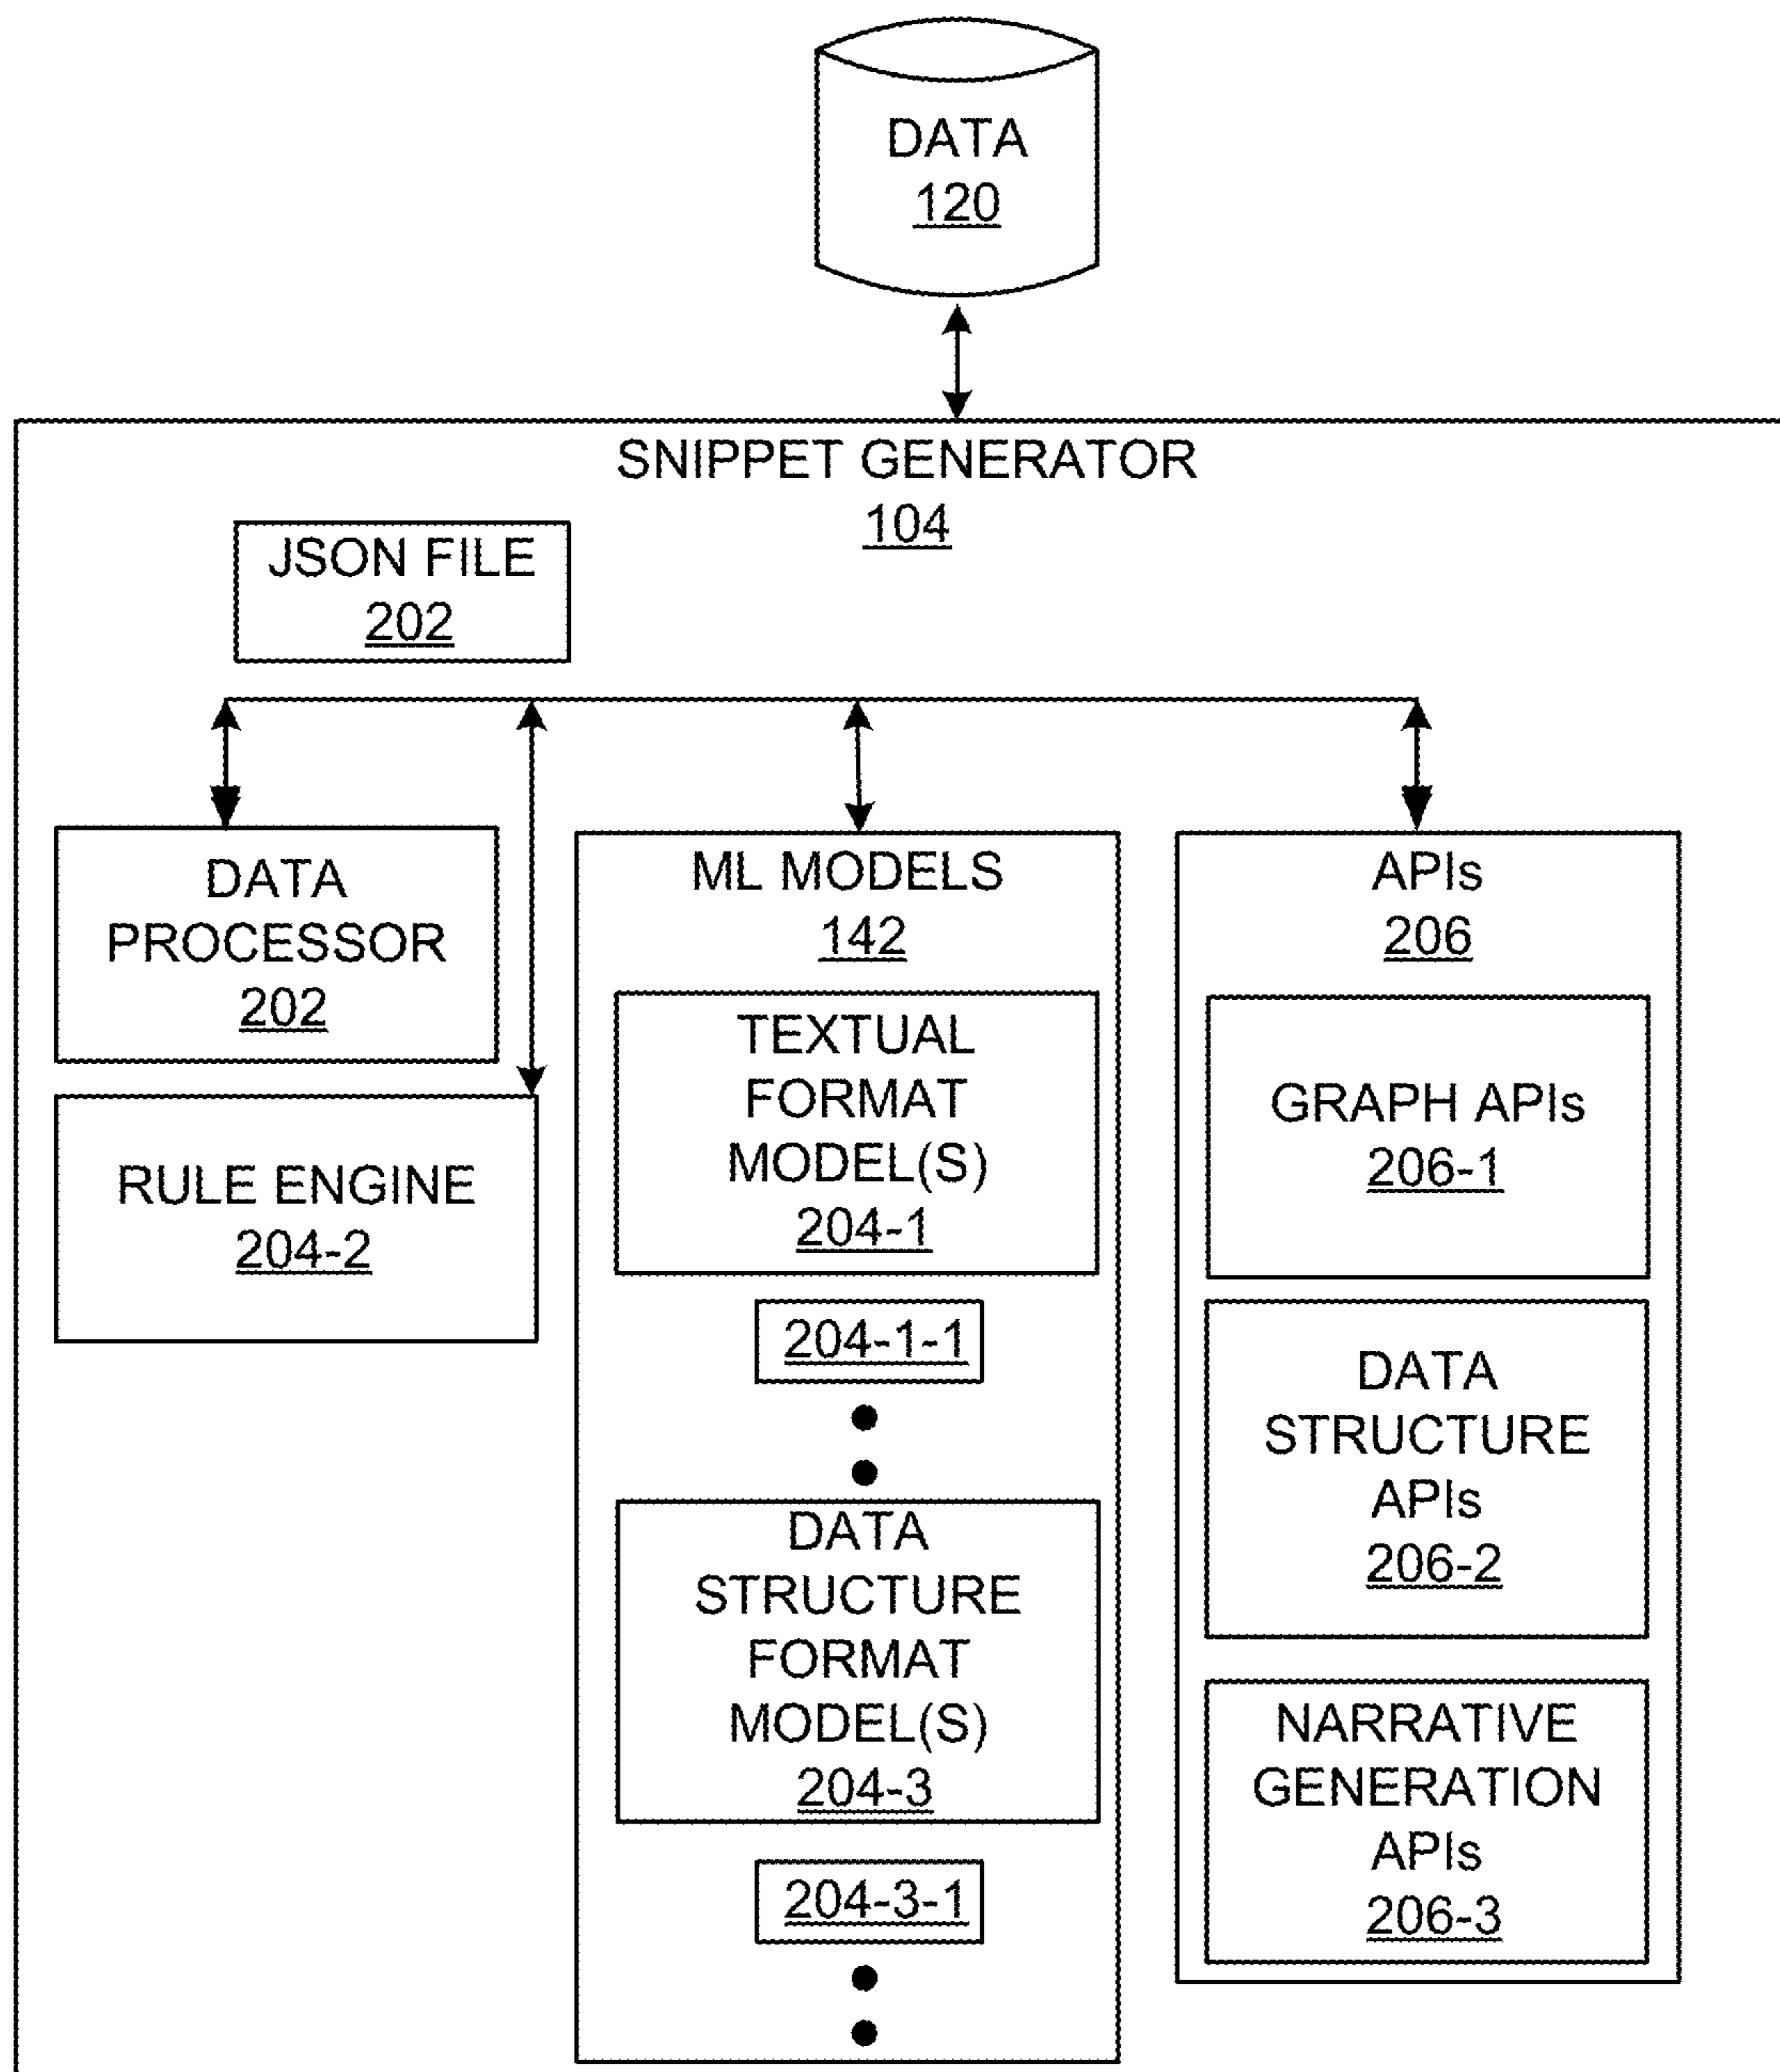 DATA
120
SNIPPET GENERATOR
104
JSON FILE
202
DATA
PROCESSOR
202
RULE ENGINE
204-2
ML MODELS
142
TEXTUAL
FORMAT
MODEL(S)
204-1
204-1-1
DATA
STRUCTURE
FORMAT
MODEL(S)
204-3
204-3-1
APIs
206
GRAPH APIs
206-1
DATA
STRUCTURE
APIs
206-2
NARRATIVE
GENERATION
APIs
206-3